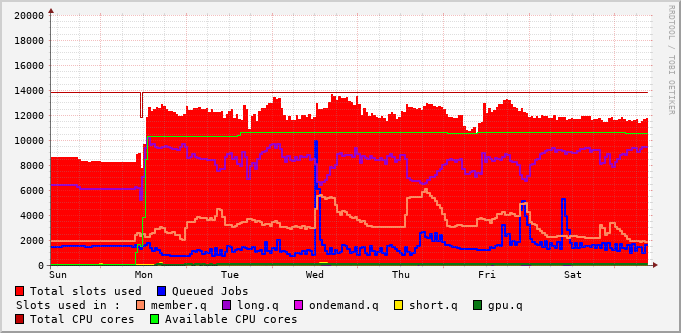 RRDTOOL / TOBI OETIKER
20000
18000
16000
14000
12000
10000
8000
6000
4000
2000
0
Sun Mon Tue Wed Thu Fri Sat
Total slots used Queued Jobs
Slots used in : member.q long.q ondemand.q short.q gpu.q
Total CPU cores Available CPU cores